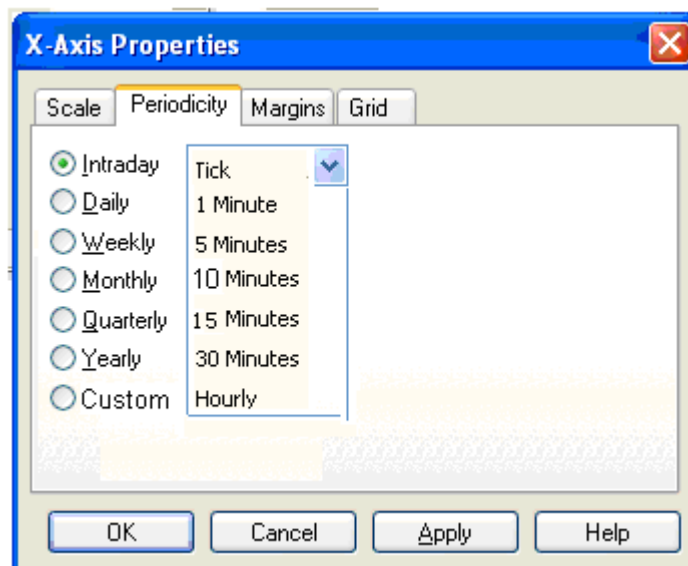 X-Axis Properties
Scale Periodicity Margins Grid
Intraday Tick
Daily 1 Minute
Weekly 5 Minutes
Monthly 10 Minutes
Quarterly 15 Minutes
Yearly 30 Minutes
Custom Hourly
OK Cancel Apply Help